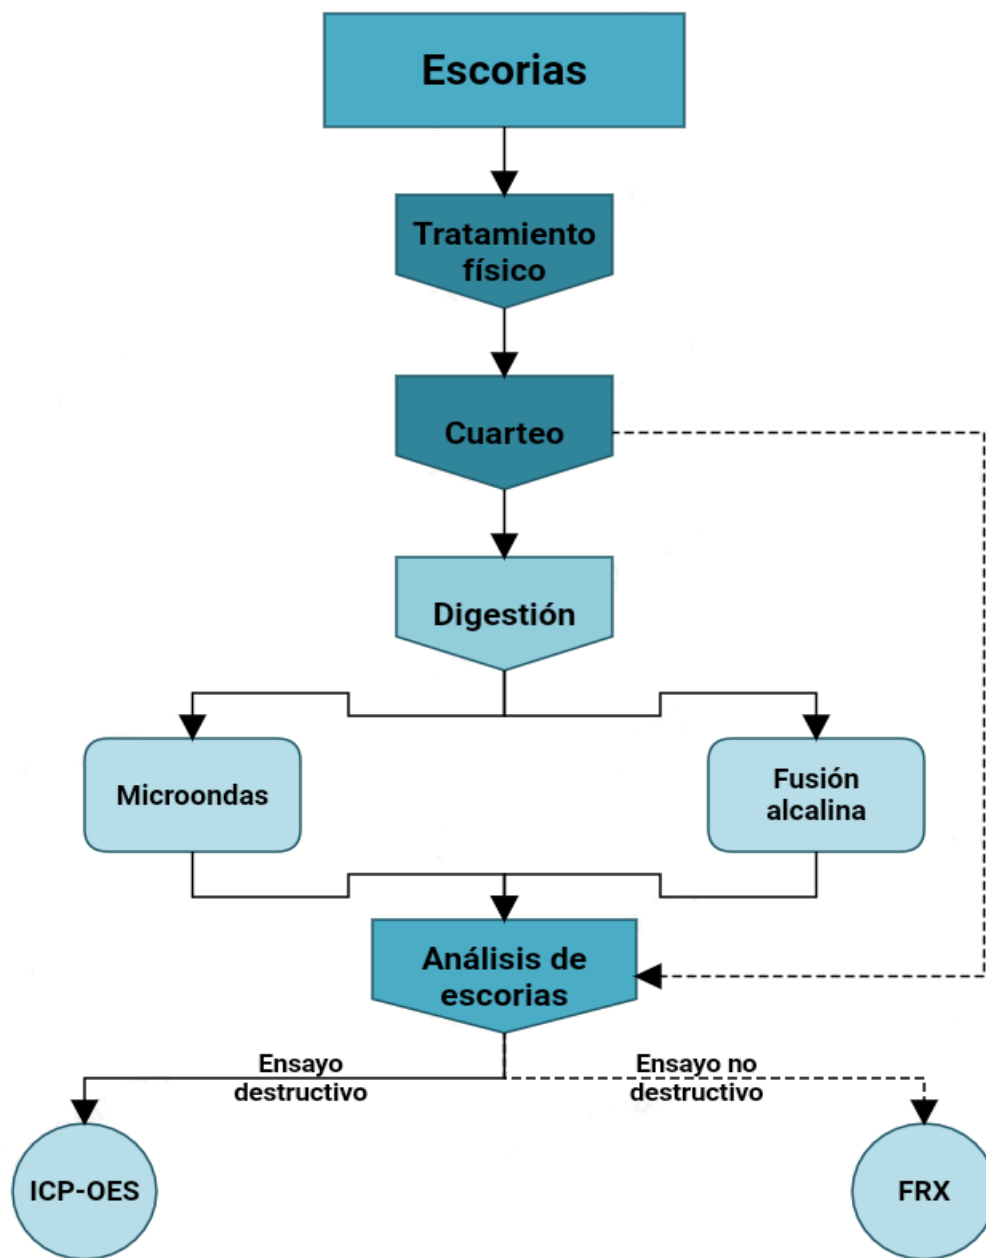 Escorias
Tratamiento
físico
Cuarteo
Digestión
Microondas
Fusión
alcalina
Análisis de
escorias
Ensayo
destructivo
Ensayo no
destructivo
ICP-OES
FRX